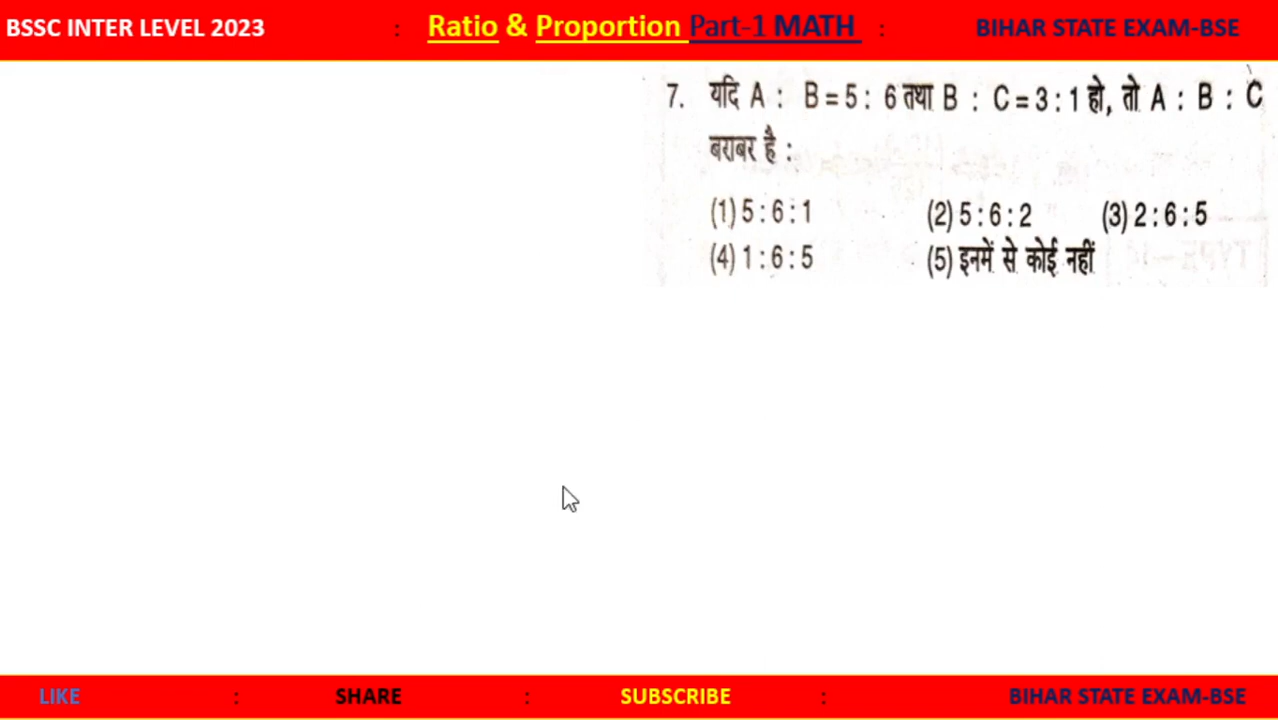 BSSC INTER LEVEL 2023 : Ratio & Proportion Part-1 MATH : BIHAR STATE EXAM-BSE
7. यदि A : B = 5 : 6 तथा B : C = 3 : 1 हो, तो A : B : C
बराबर है :
(1) 5 : 6 : 1 (2) 5 : 6 : 2 (3) 2 : 6 : 5
(4) 1 : 6 : 5 (5) इनमें से कोई नहीं
LIKE : SHARE : SUBSCRIBE : BIHAR STATE EXAM-BSE